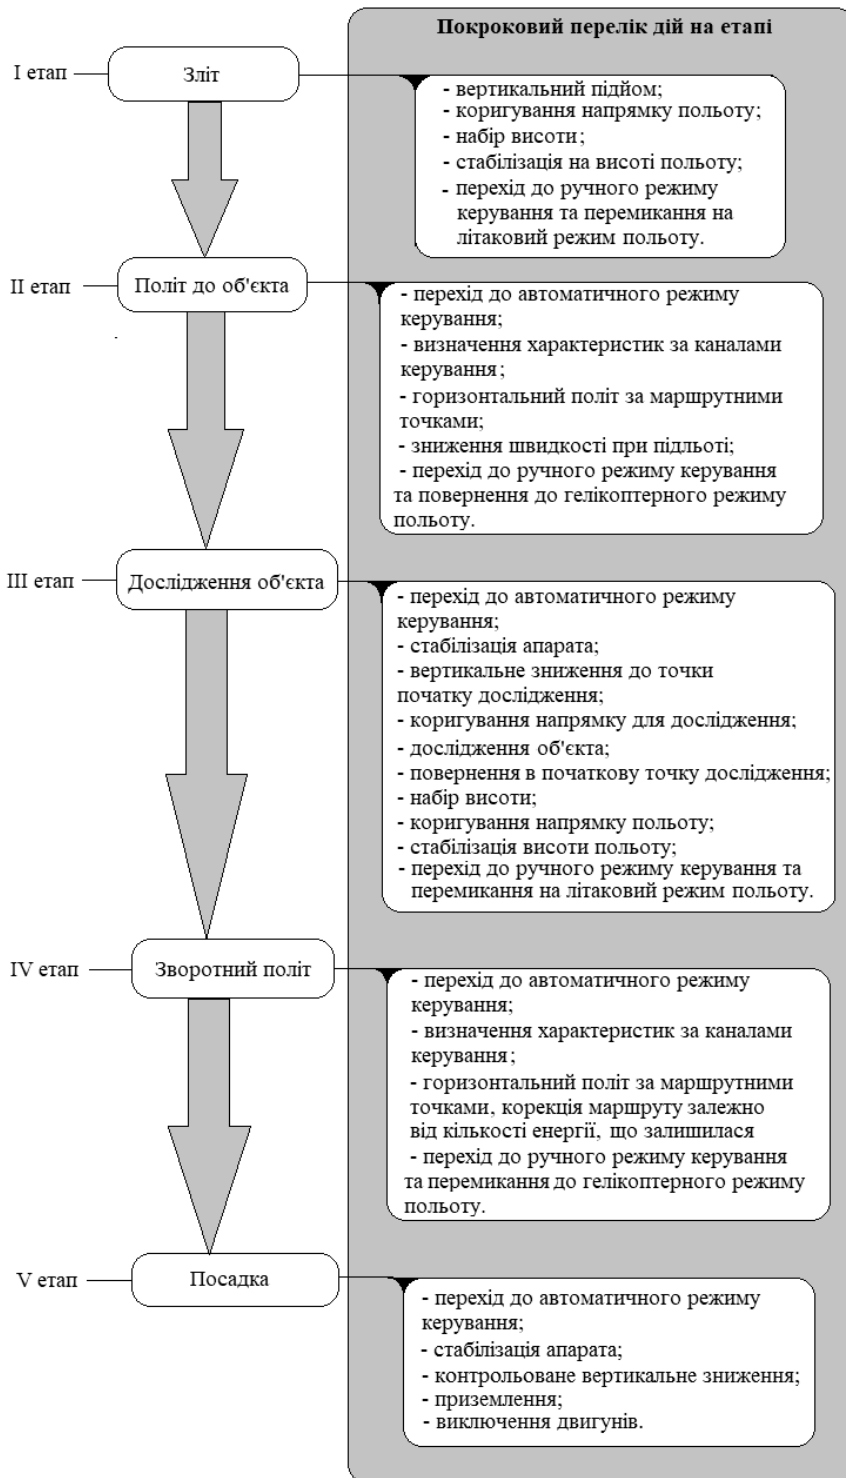 Покроковий перелік дій на етапі
I етап
Зліт
- вертикальний підйом;
- коригування напрямку польоту;
- набір висоти;
- стабілізація на висоті польоту;
- перехід до ручного режиму
керування та перемикання на
літаковий режим польоту.
II етап
Політ до об'єкта
- перехід до автоматичного режиму
керування;
- визначення характеристик за каналами
керування;
- горизонтальний політ за маршрутними
точками;
- зниження швидкості при підльоті;
- перехід до ручного режиму керування
та повернення до гелікоптерного режиму
польоту.
III етап
Дослідження об'єкта
- перехід до автоматичного режиму
керування;
- стабілізація апарата;
- вертикальне зниження до точки
початку дослідження;
- коригування напрямку для дослідження;
- дослідження об'єкта;
- повернення в початкову точку дослідження;
- набір висоти;
- коригування напрямку польоту;
- стабілізація висоти польоту;
- перехід до ручного режиму керування та
перемикання на літаковий режим польоту.
IV етап
Зворотний політ
- перехід до автоматичного режиму
керування;
- визначення характеристик за каналами
керування;
- горизонтальний політ за маршрутними
точками, корекція маршруту залежно
від кількості енергії, що залишилася
- перехід до ручного режиму керування
та перемикання до гелікоптерного режиму
польоту.
V етап
Посадка
- перехід до автоматичного режиму
керування;
- стабілізація апарата;
- контрольоване вертикальне зниження;
- приземлення;
- виключення двигунів.